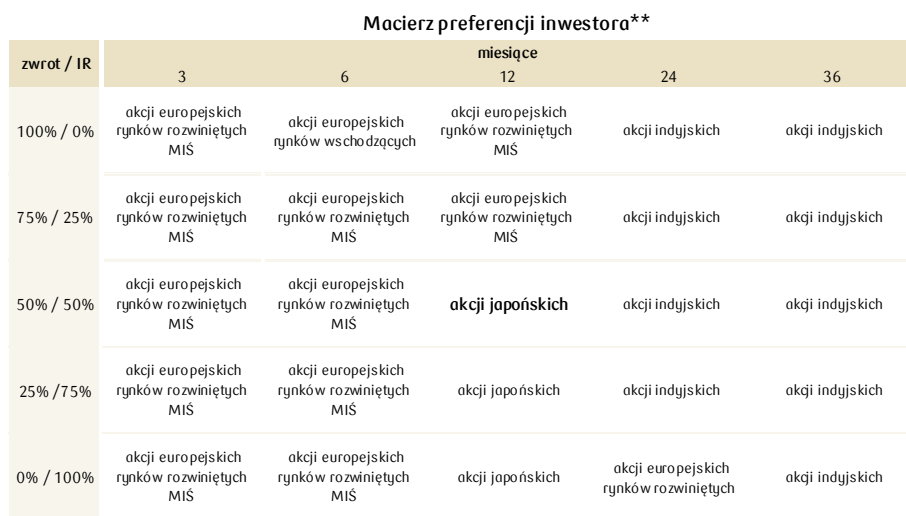 Macierz preferencji inwestora**
zwrot / IR
miesiące
3 6 12 24 36
100% / 0%
akcji europejskich
rynków rozwiniętych
MIŚ
akcji europejskich
rynków wschodzących
akcji europejskich
rynków rozwiniętych
MIŚ
akcji indyjskich
akcji indyjskich
75% / 25%
akcji europejskich
rynków rozwiniętych
MIŚ
akcji europejskich
rynków rozwiniętych
MIŚ
akcji europejskich
rynków rozwiniętych
MIŚ
akcji indyjskich
akcji indyjskich
50% / 50%
akcji europejskich
rynków rozwiniętych
MIŚ
akcji europejskich
rynków rozwiniętych
MIŚ
akcji japońskich
akcji indyjskich
akcji indyjskich
25% /75%
akcji europejskich
rynków rozwiniętych
MIŚ
akcji europejskich
rynków rozwiniętych
MIŚ
akcji japońskich
akcji indyjskich
akcji indyjskich
0% / 100%
akcji europejskich
rynków rozwiniętych
MIŚ
akcji europejskich
rynków rozwiniętych
MIŚ
akcji japońskich
akcji europejskich
rynków rozwiniętych
akcji indyjskich